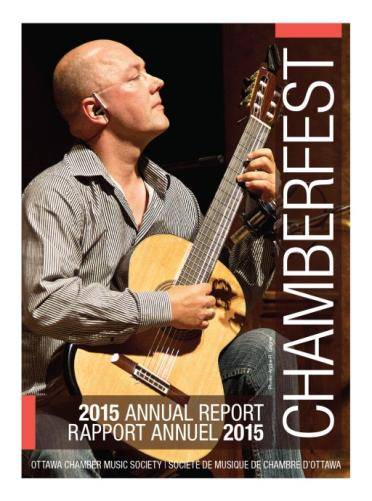 CHAMBERFEST
2015 ANNUAL REPORT
RAPPORT ANNUEL 2015
OTTAWA CHAMBER MUSIC SOCIETY | SOCIÉTÉ DE MUSIQUE DE CHAMBRE D'OTTAWA